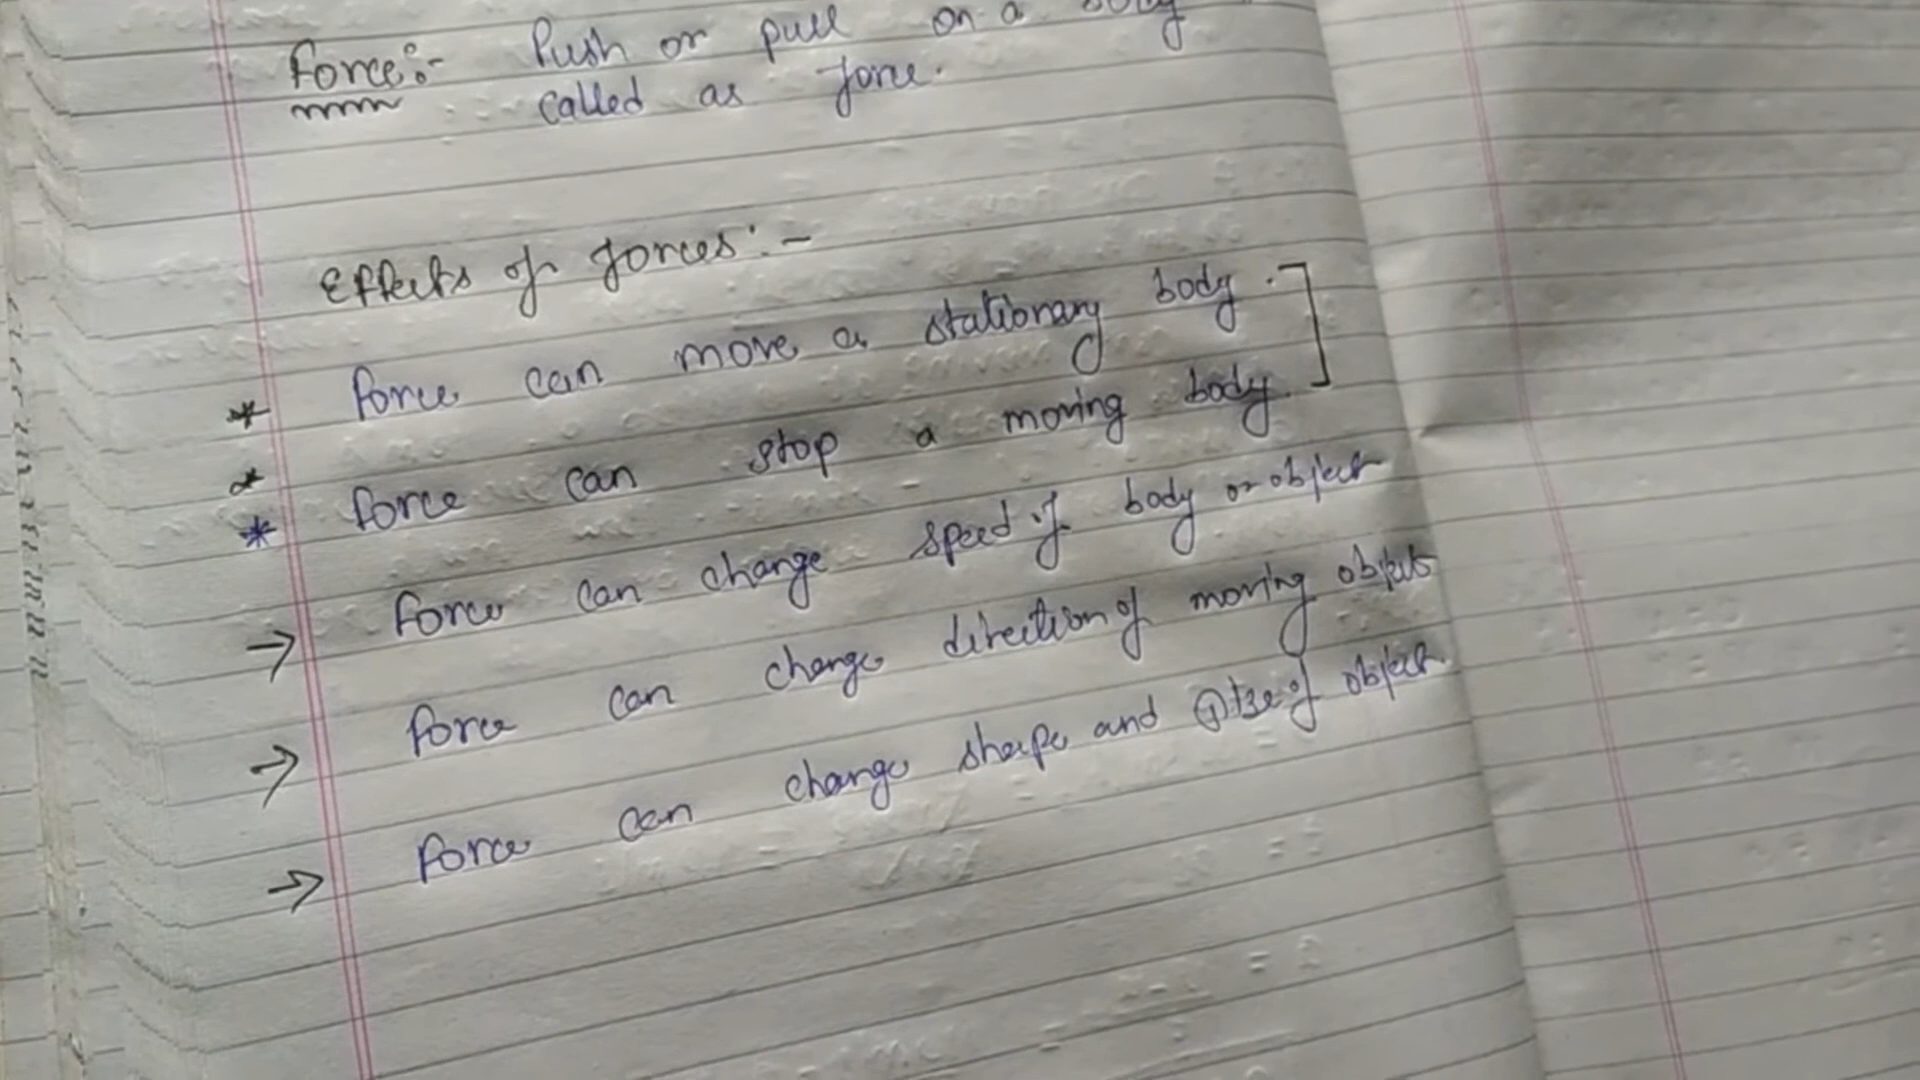 Force:- Push or pull on a body
called as force.
Effects of forces:-
* Force can move a stationary body.
* Force can stop a moving body.
* Force can change speed of body or object
→ Force can change direction of moving objects
→ Force can change shape and size of object
→